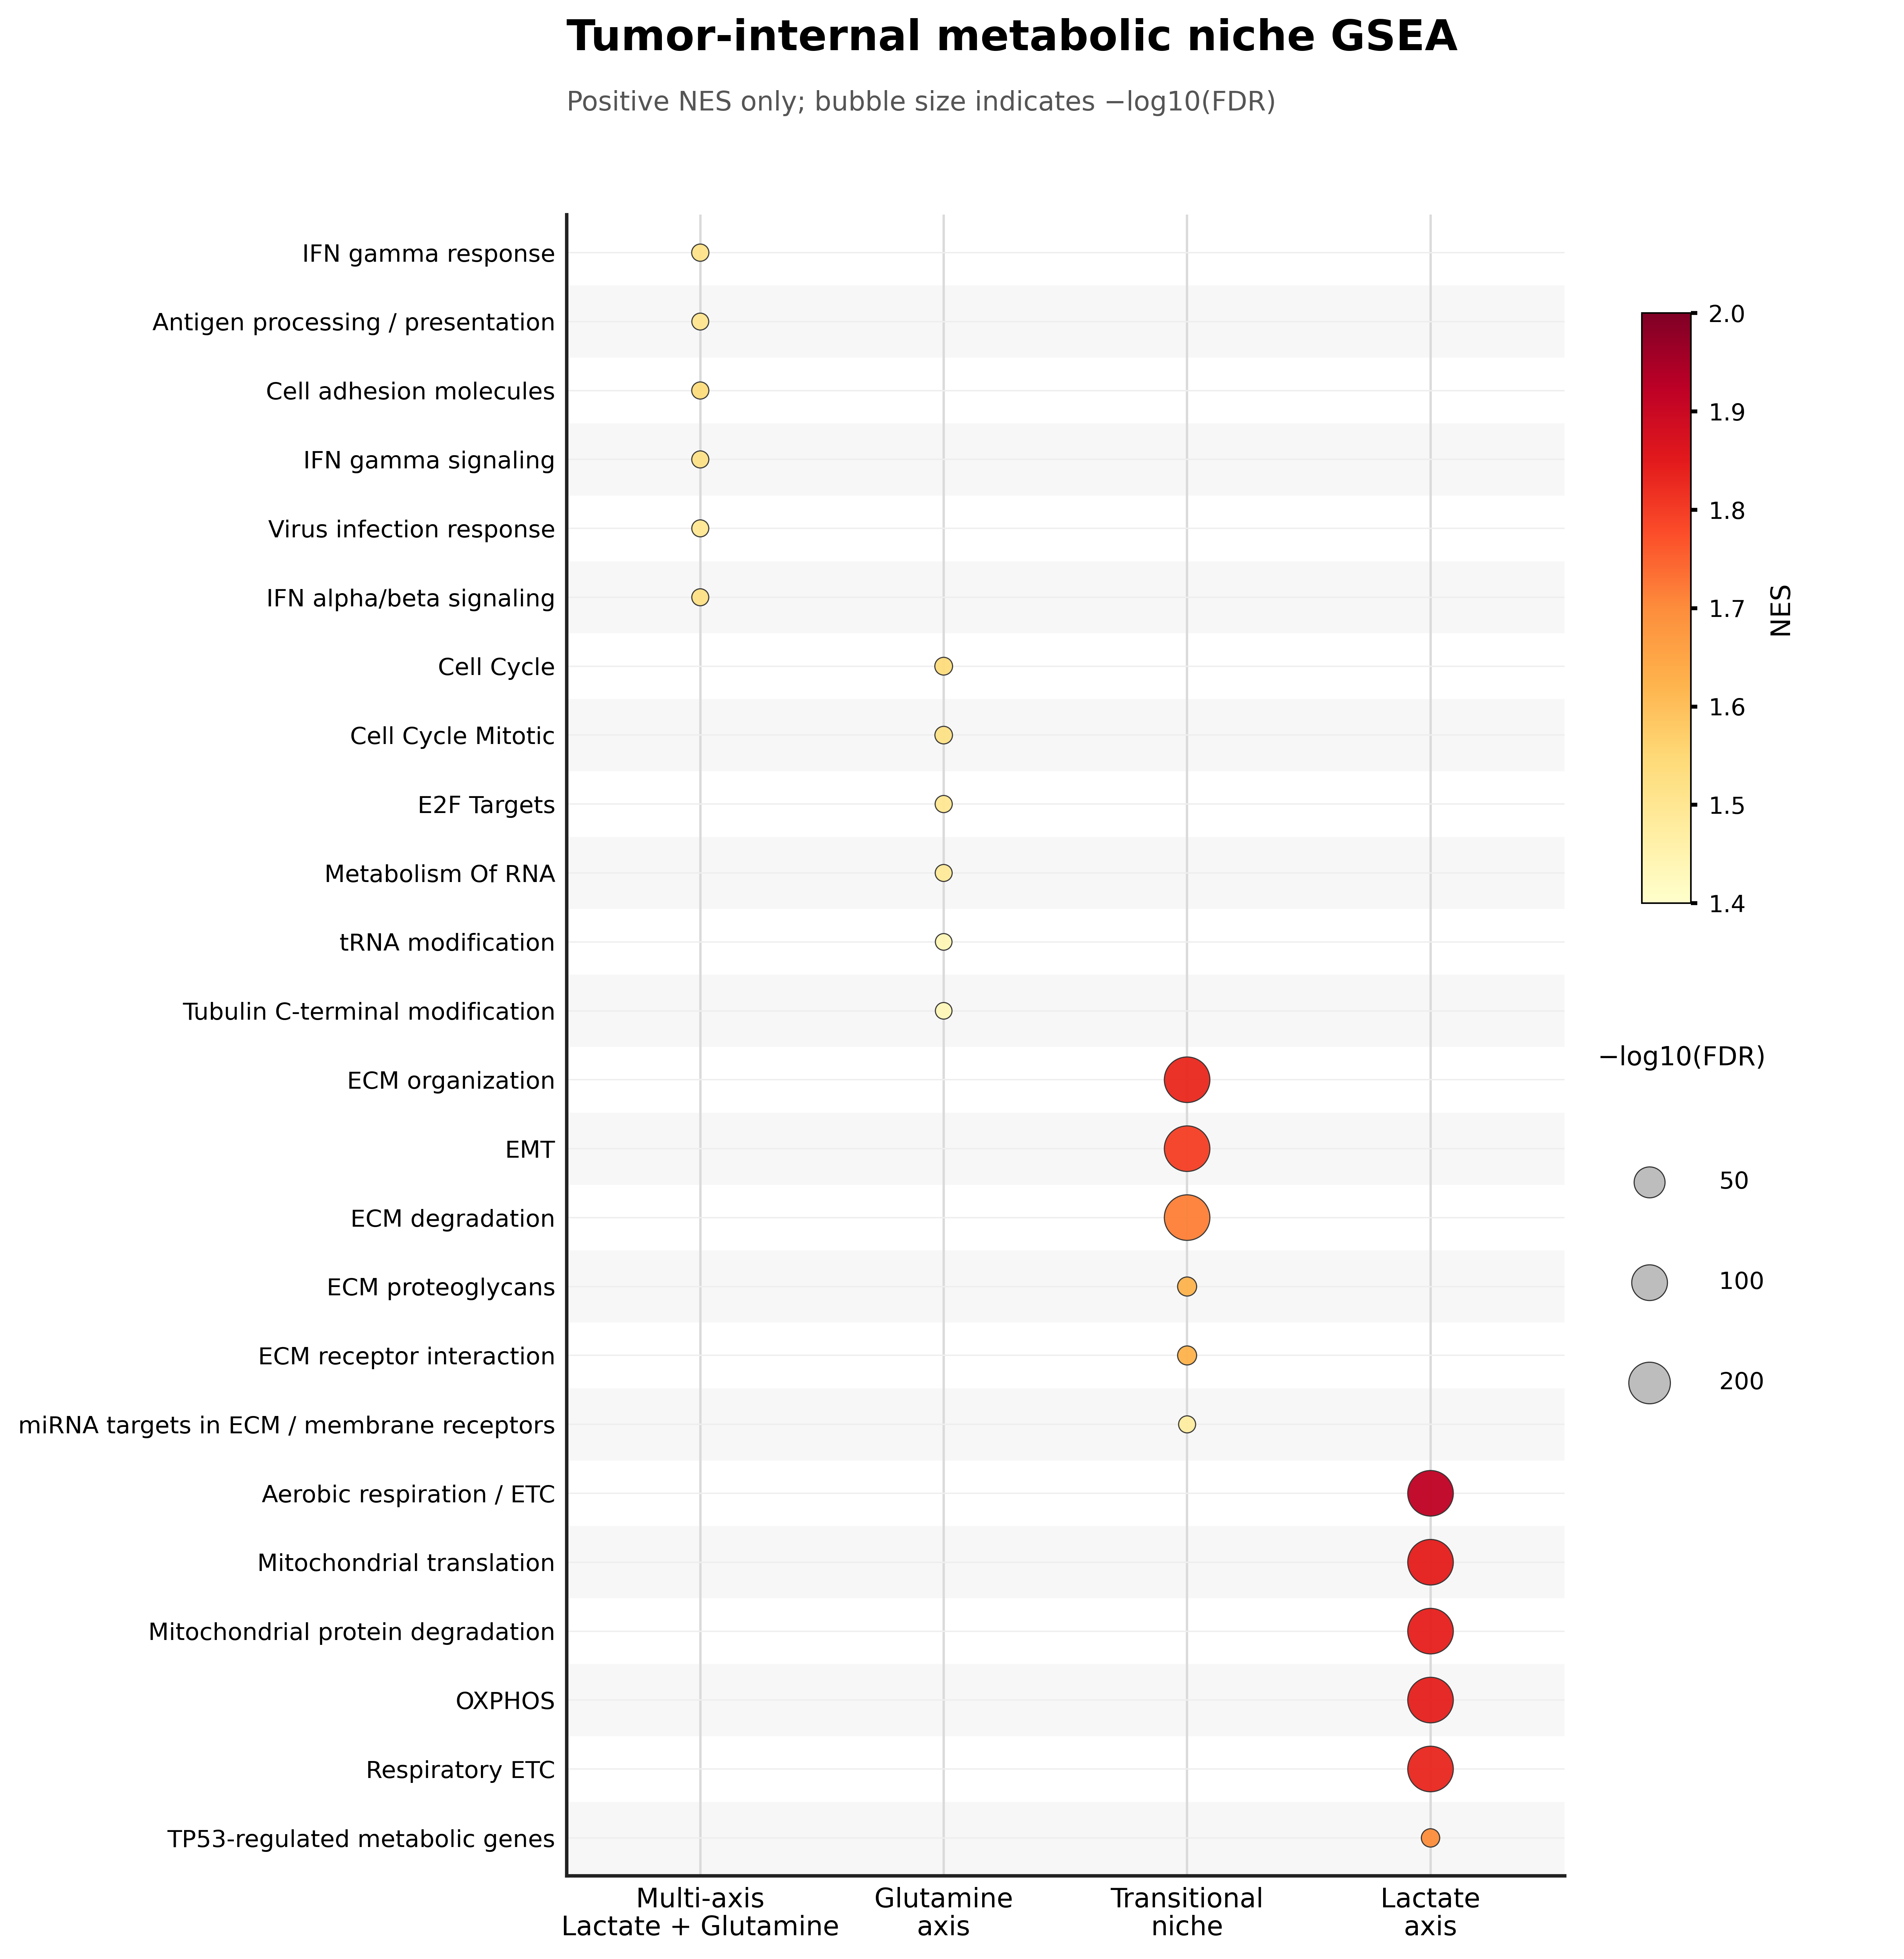 Tumor-internal metabolic niche GSEA
Positive NES only; bubble size indicates −log10(FDR)
IFN gamma response
Antigen processing / presentation
Cell adhesion molecules
IFN gamma signaling
Virus infection response
IFN alpha/beta signaling
Cell Cycle
Cell Cycle Mitotic
E2F Targets
Metabolism Of RNA
tRNA modification
Tubulin C-terminal modification
ECM organization
EMT
ECM degradation
ECM proteoglycans
ECM receptor interaction
miRNA targets in ECM / membrane receptors
Aerobic respiration / ETC
Mitochondrial translation
Mitochondrial protein degradation
OXPHOS
Respiratory ETC
TP53-regulated metabolic genes
Multi-axis
Lactate + Glutamine
Glutamine
axis
Transitional
niche
Lactate
axis
2.0
1.9
1.8
1.7
1.6
1.5
1.4
NES
−log10(FDR)
50
100
200